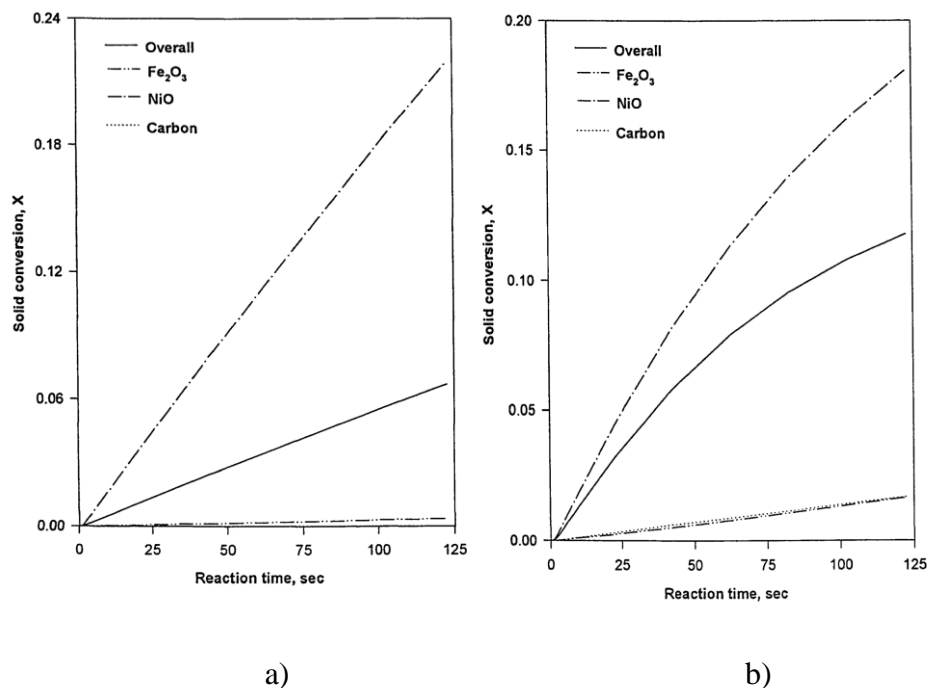 0.24
0.18
0.12
0.06
0.00
Solid conversion, X
Overall
Fe₂O₃
NiO
Carbon
0 25 50 75 100 125
Reaction time, sec
a)
0.20
0.15
0.10
0.05
0.00
Solid conversion, X
Overall
Fe₂O₃
NiO
Carbon
0 25 50 75 100 125
Reaction time, sec
b)